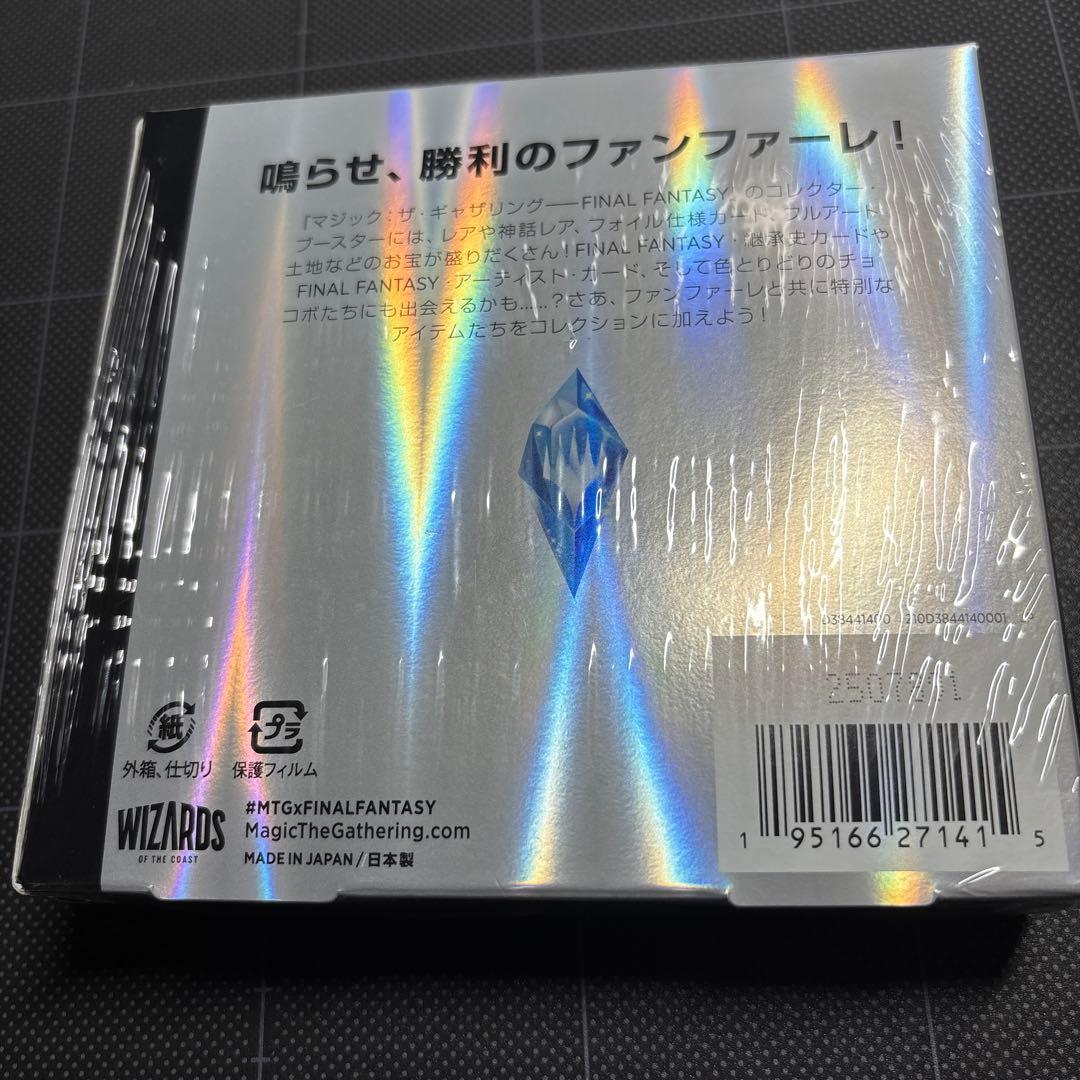 鳴らせ、勝利のファンファーレ！
『マジック：ザ・ギャザリング——FINAL FANTASY』のコレクター・
ブースターには、レアや神話レア、フォイル仕様カード、フルアート
土地などのお宝が盛りだくさん！FINAL FANTASY・継承史カードや
FINAL FANTASY・アーティスト・カード、そして色とりどりのチョ
コボたちにも出会えるかも……？さあ、ファンファーレと共に特別な
アイテムたちをコレクションに加えよう！
D38441400 210D3844140001
紙
プラ
外箱、仕切り 保護フィルム
WIZARDS
OF THE COAST
#MTGxFINALFANTASY
MagicTheGathering.com
MADE IN JAPAN / 日本製
1 95166 27141 5